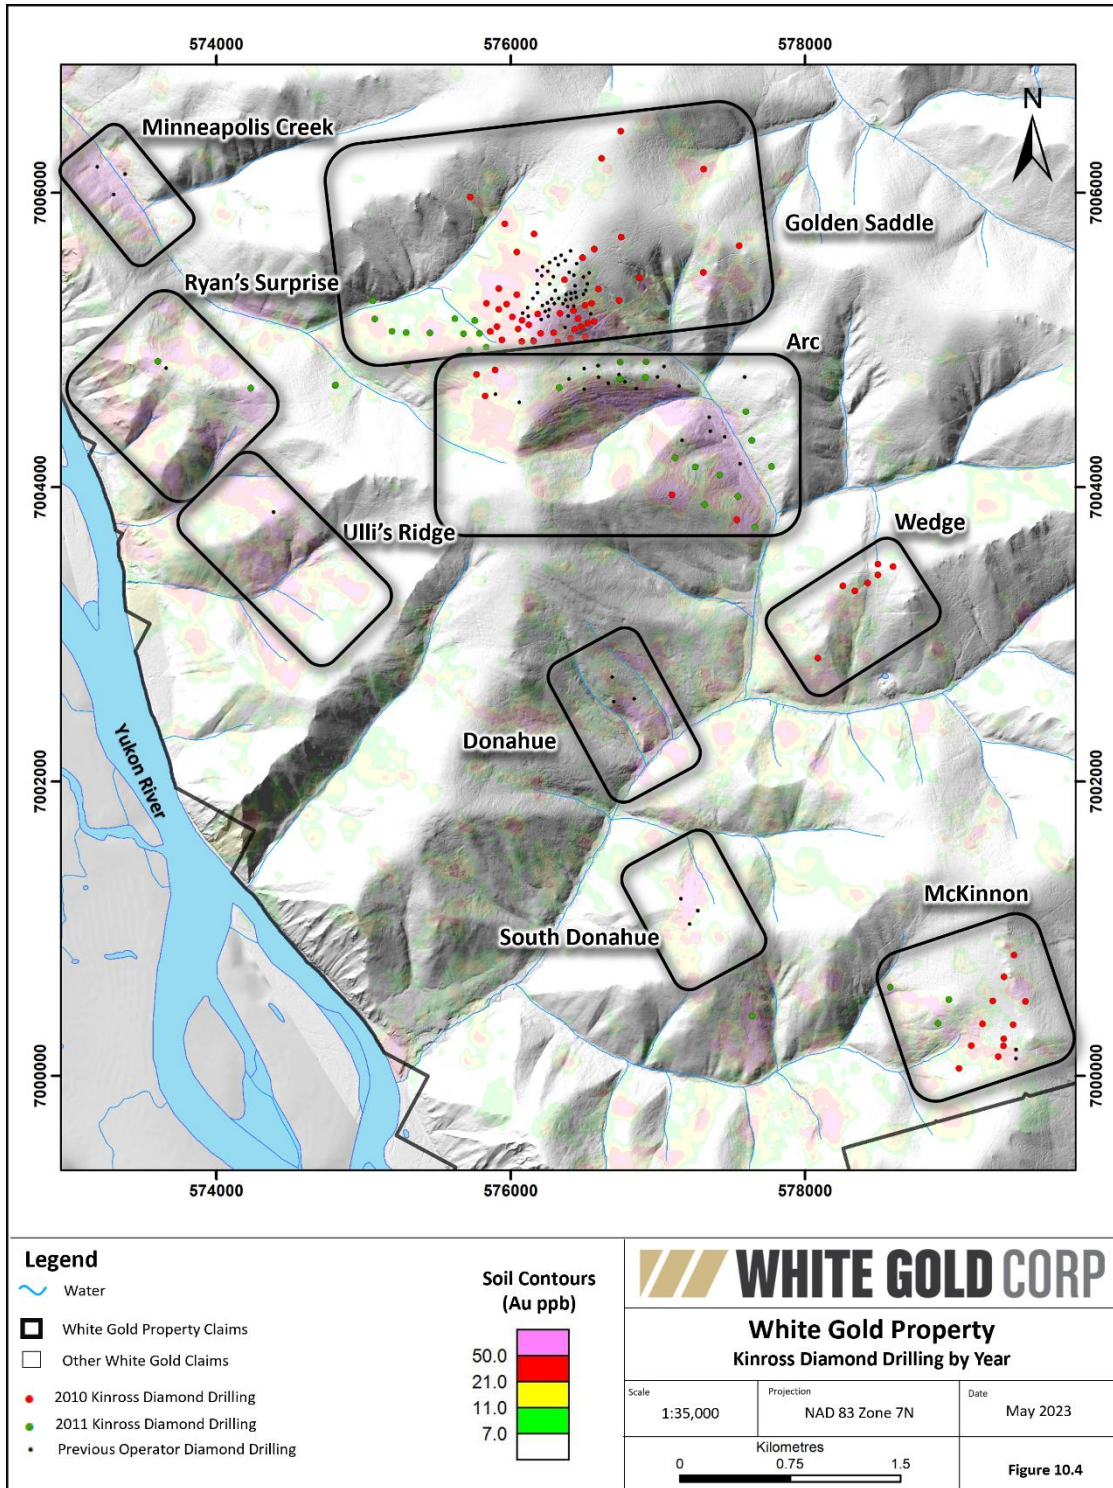 574000 576000 578000
N
Minneapolis Creek
7006000 7006000
Golden Saddle
Ryan's Surprise
Arc
7004000 7004000
Wedge
Ulli's Ridge
Donahue
Yukon River
7002000 7002000
McKinnon
South Donahue
7000000 7000000
574000 576000 578000
Legend
Water
White Gold Property Claims
Other White Gold Claims
2010 Kinross Diamond Drilling
2011 Kinross Diamond Drilling
Previous Operator Diamond Drilling
Soil Contours
(Au ppb)
50.0
21.0
11.0
7.0
WHITE GOLD CORP
White Gold Property
Kinross Diamond Drilling by Year
Scale
1:35,000
Projection
NAD 83 Zone 7N
Date
May 2023
Kilometres
0 0.75 1.5
Figure 10.4